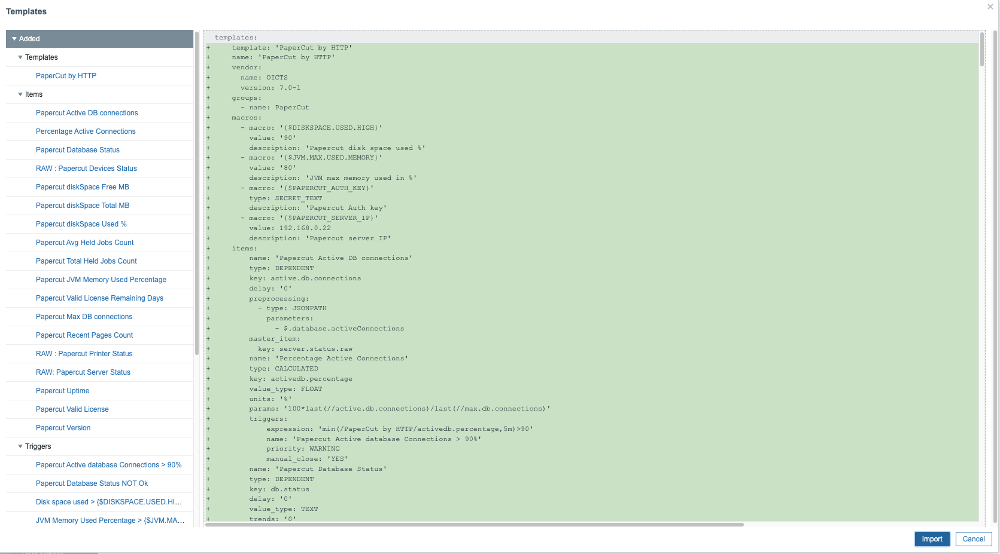 Templates
Added
Templates
PaperCut by HTTP
Items
Papercut Active DB connections
Percentage Active Connections
Papercut Database Status
RAW : Papercut Devices Status
Papercut diskSpace Free MB
Papercut diskSpace Total MB
Papercut diskSpace Used %
Papercut Avg Held Jobs Count
Papercut Total Held Jobs Count
Papercut JVM Memory Used Percentage
Papercut Valid License Remaining Days
Papercut Max DB connections
Papercut Recent Pages Count
RAW : Papercut Printer Status
RAW: Papercut Server Status
Papercut Uptime
Papercut Valid License
Papercut Version
Triggers
Papercut Active database Connections > 90%
Papercut Database Status NOT Ok
Disk space used > {$DISKSPACE.USED.HI...
JVM Memory Used Percentage > {$JVM.MA...
templates:
+ template: 'PaperCut by HTTP'
+ name: 'PaperCut by HTTP'
+ vendor:
+ name: OICTS
+ version: 7.0-1
+ groups:
+ - name: PaperCut
+ macros:
+ - macro: '{$DISKSPACE.USED.HIGH}'
+ value: '90'
+ description: 'Papercut disk space used %'
+ - macro: '{$JVM.MAX.USED.MEMORY}'
+ value: '80'
+ description: 'JVM max memory used in %'
+ - macro: '{$PAPERCUT_AUTH_KEY}'
+ type: SECRET_TEXT
+ description: 'Papercut Auth key'
+ - macro: '{$PAPERCUT_SERVER_IP}'
+ value: 192.168.0.22
+ description: 'Papercut server IP'
+ items:
+ name: 'Papercut Active DB connections'
+ type: DEPENDENT
+ key: active.db.connections
+ delay: '0'
+ preprocessing:
+ - type: JSONPATH
+ parameters:
+ - $.database.activeConnections
+ master_item:
+ key: server.status.raw
+ name: 'Percentage Active Connections'
+ type: CALCULATED
+ key: activedb.percentage
+ value_type: FLOAT
+ units: '%'
+ params: '100*last(//active.db.connections)/last(//max.db.connections)'
+ triggers:
+ expression: 'min(/PaperCut by HTTP/activedb.percentage,5m)>90'
+ name: 'Papercut Active database Connections > 90%'
+ priority: WARNING
+ manual_close: 'YES'
+ name: 'Papercut Database Status'
+ type: DEPENDENT
+ key: db.status
+ delay: '0'
+ value_type: TEXT
+ trends: '0'
Import
Cancel